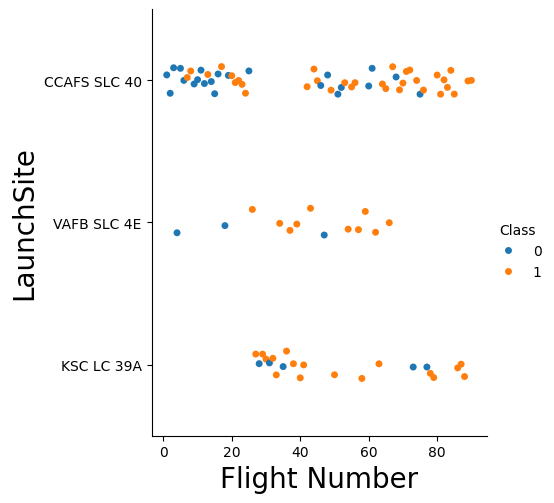 CCAFS SLC 40
VAFB SLC 4E
KSC LC 39A
LaunchSite
0 20 40 60 80
Flight Number
Class
0
1